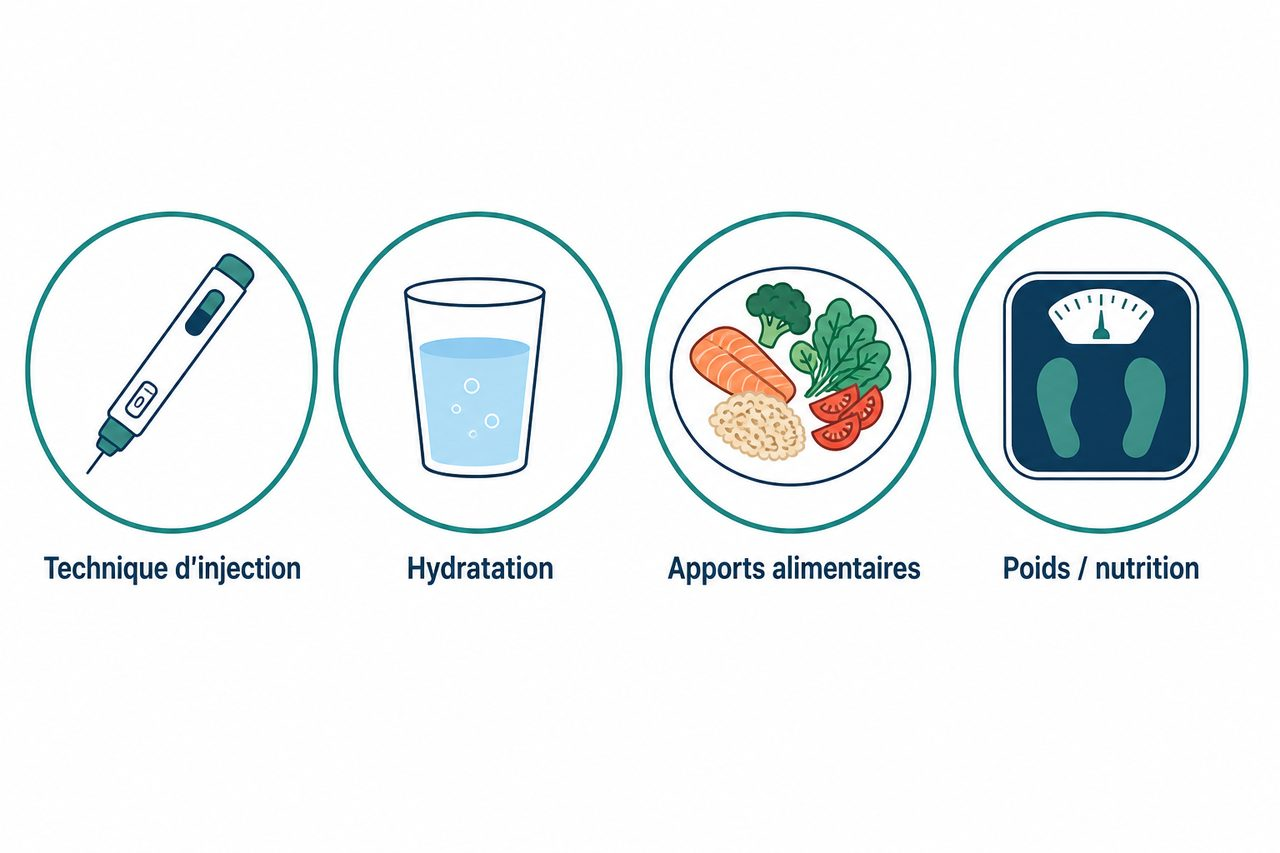 Technique d'injection
Hydratation
Apports alimentaires
Poids / nutrition